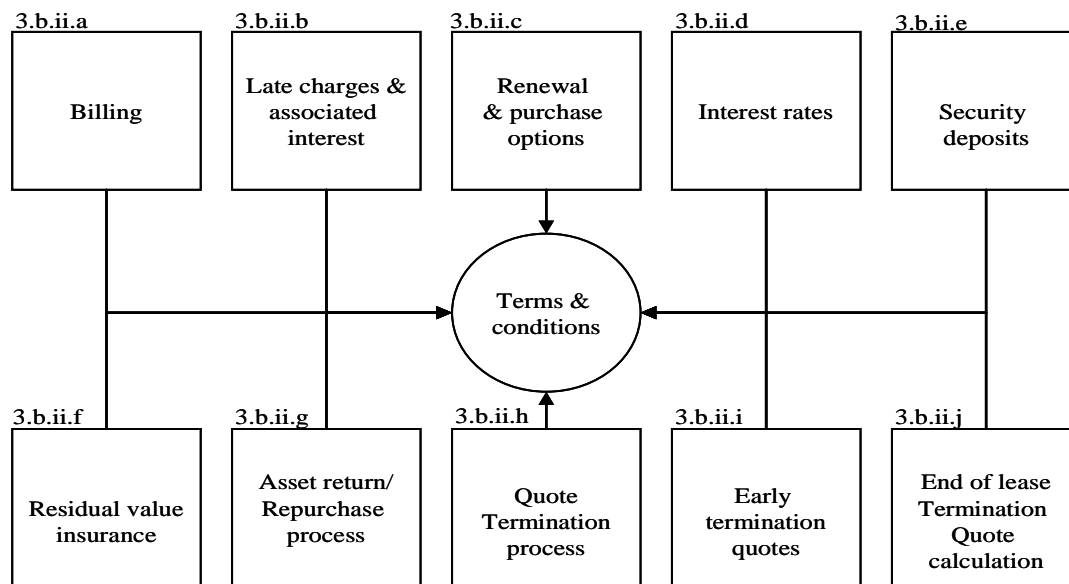 3.b.ii.a
3.b.ii.b
3.b.ii.c
3.b.ii.d
3.b.ii.e
Billing
Late charges &
associated
interest
Renewal
& purchase
options
Interest rates
Security
deposits
Terms &
conditions
3.b.ii.f
3.b.ii.g
3.b.ii.h
3.b.ii.i
3.b.ii.j
Residual value
insurance
Asset return/
Repurchase
process
Quote
Termination
process
Early
termination
quotes
End of lease
Termination
Quote
calculation